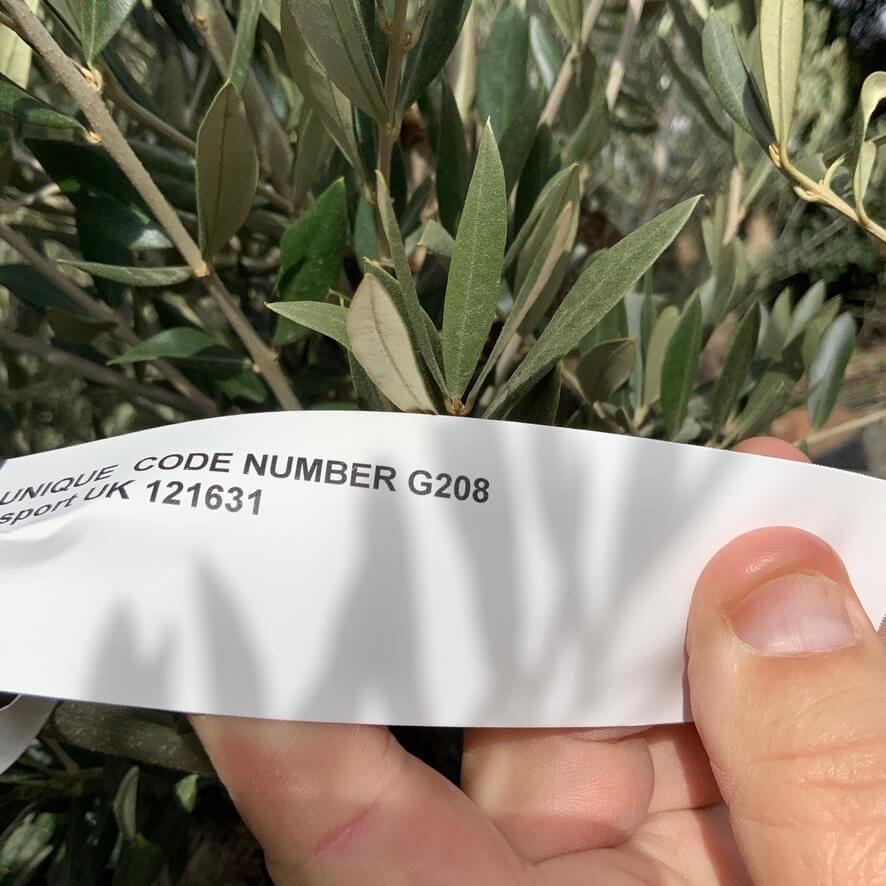 UNIQUE CODE NUMBER G208
sport UK 121631